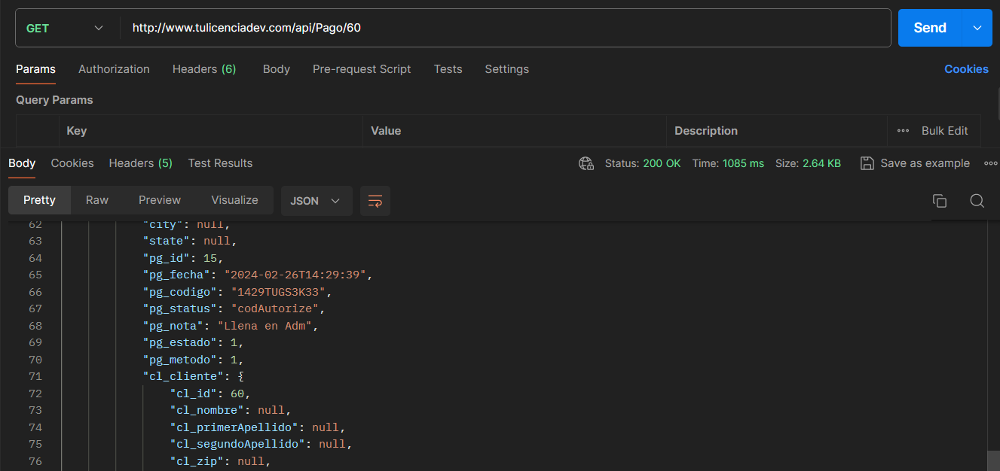 GET http://www.tulicenciadev.com/api/Pago/60 Send
Params Authorization Headers (6) Body Pre-request Script Tests Settings Cookies
Query Params
Key Value Description Bulk Edit
Body Cookies Headers (5) Test Results Status: 200 OK Time: 1085 ms Size: 2.64 KB Save as example
Pretty Raw Preview Visualize JSON
62 "city": null,
63 "state": null,
64 "pg_id": 15,
65 "pg_fecha": "2024-02-26T14:29:39",
66 "pg_codigo": "1429TUGS3K33",
67 "pg_status": "codAutorize",
68 "pg_nota": "Llena en Adm",
69 "pg_estado": 1,
70 "pg_metodo": 1,
71 "cl_cliente": {
72 "cl_id": 60,
73 "cl_nombre": null,
74 "cl_primerApellido": null,
75 "cl_segundoApellido": null,
76 "cl_zip": null,